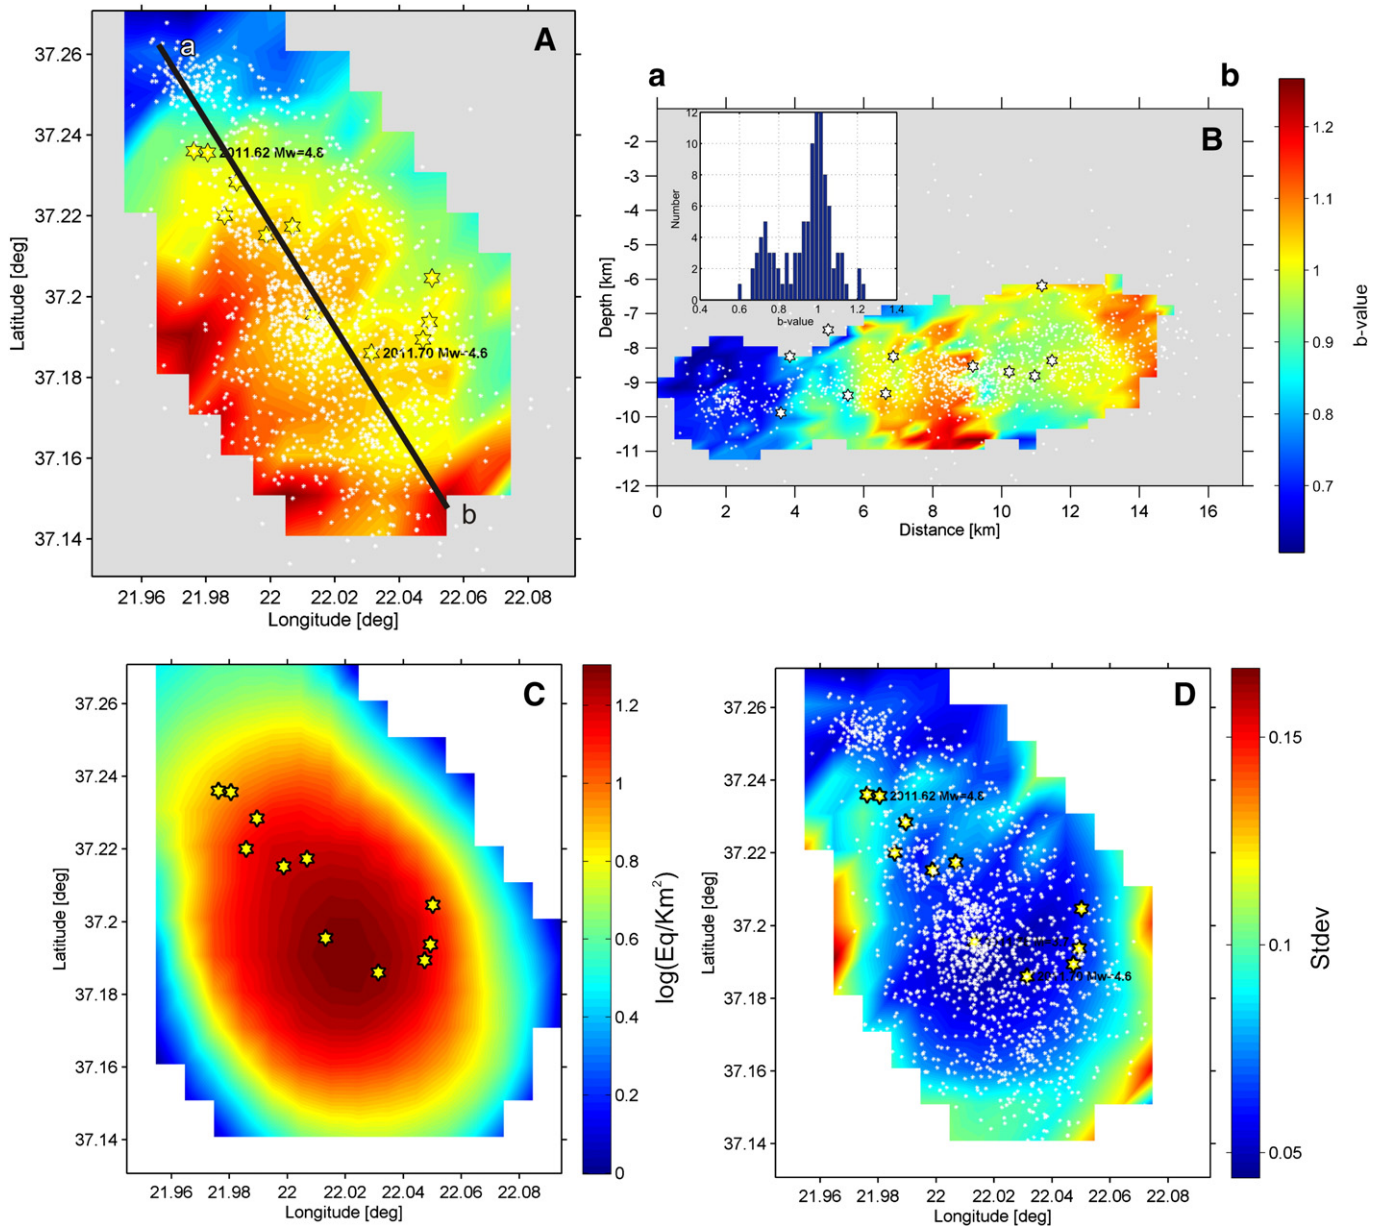 A
a
37.26
37.24
37.22
37.2
37.18
37.16
37.14
Latitude [deg]
2011.62 Mw=4.8
2011.70 Mw=4.6
b
21.96 21.98 22 22.02 22.04 22.06 22.08
Longitude [deg]
a b
B
-2
-3
-4
-5
-6
-7
-8
-9
-10
-11
-12
Depth [km]
12
10
8
6
4
2
0
Number
0.4 0.6 0.8 1 1.2 1.4
b-value
0 2 4 6 8 10 12 14 16
Distance [km]
1.2
1.1
1
0.9
0.8
0.7
b-value
C
37.26
37.24
37.22
37.2
37.18
37.16
37.14
Latitude [deg]
21.96 21.98 22 22.02 22.04 22.06 22.08
Longitude [deg]
1.2
1
0.8
0.6
0.4
0.2
0
log(Eq/Km²)
D
37.26
37.24
37.22
37.2
37.18
37.16
37.14
Latitude [deg]
2011.62 Mw=4.8
2011.70 Mw=4.6
21.96 21.98 22 22.02 22.04 22.06 22.08
Longitude [deg]
0.15
0.1
0.05
Stdev